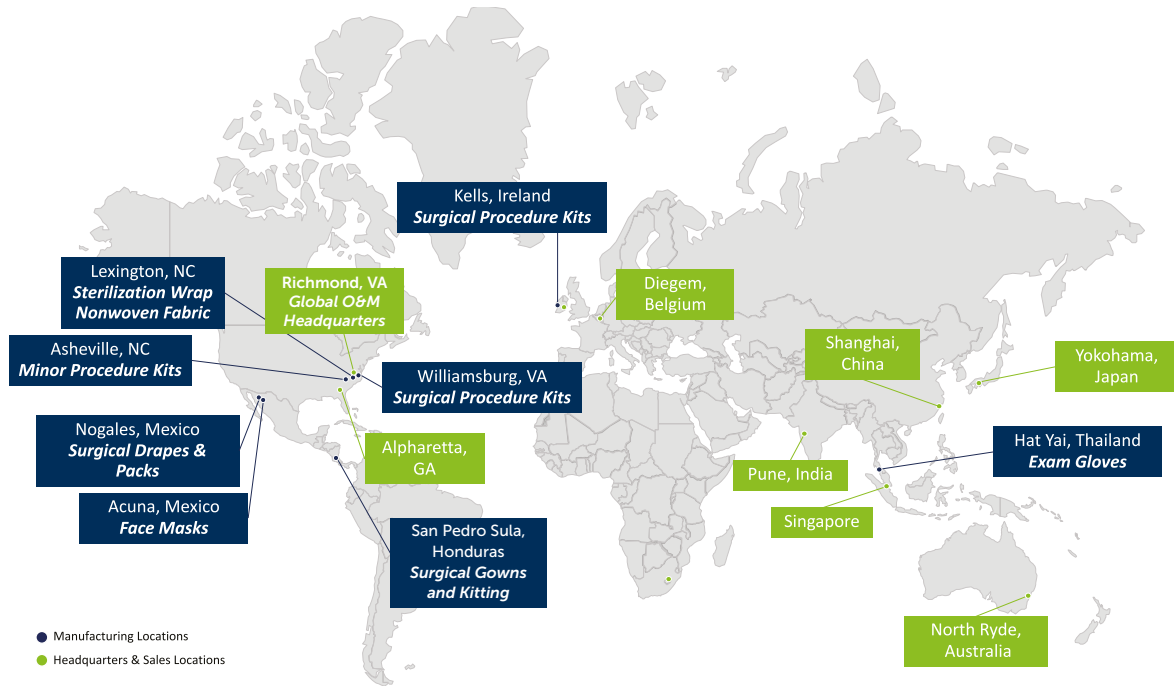 Kells, Ireland
Surgical Procedure Kits
Lexington, NC
Sterilization Wrap
Nonwoven Fabric
Richmond, VA
Global O&M
Headquarters
Diegem,
Belgium
Asheville, NC
Minor Procedure Kits
Shanghai,
China
Yokohama,
Japan
Williamsburg, VA
Surgical Procedure Kits
Nogales, Mexico
Surgical Drapes &
Packs
Alpharetta,
GA
Pune, India
Hat Yai, Thailand
Exam Gloves
Acuna, Mexico
Face Masks
Singapore
San Pedro Sula,
Honduras
Surgical Gowns
and Kitting
North Ryde,
Australia
Manufacturing Locations
Headquarters & Sales Locations